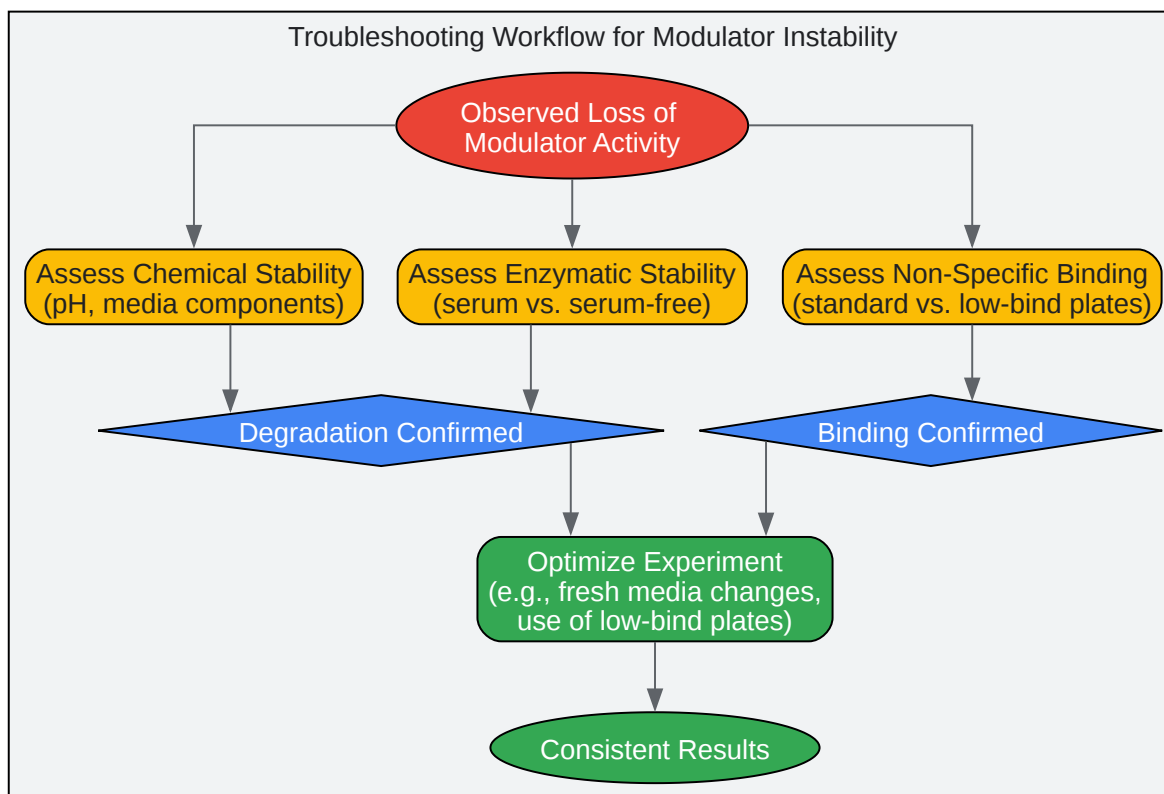 Troubleshooting Workflow for Modulator Instability
Observed Loss of
Modulator Activity
Assess Chemical Stability
(pH, media components)
Assess Enzymatic Stability
(serum vs. serum-free)
Assess Non-Specific Binding
(standard vs. low-bind plates)
Degradation Confirmed
Binding Confirmed
Optimize Experiment
(e.g., fresh media changes,
use of low-bind plates)
Consistent Results